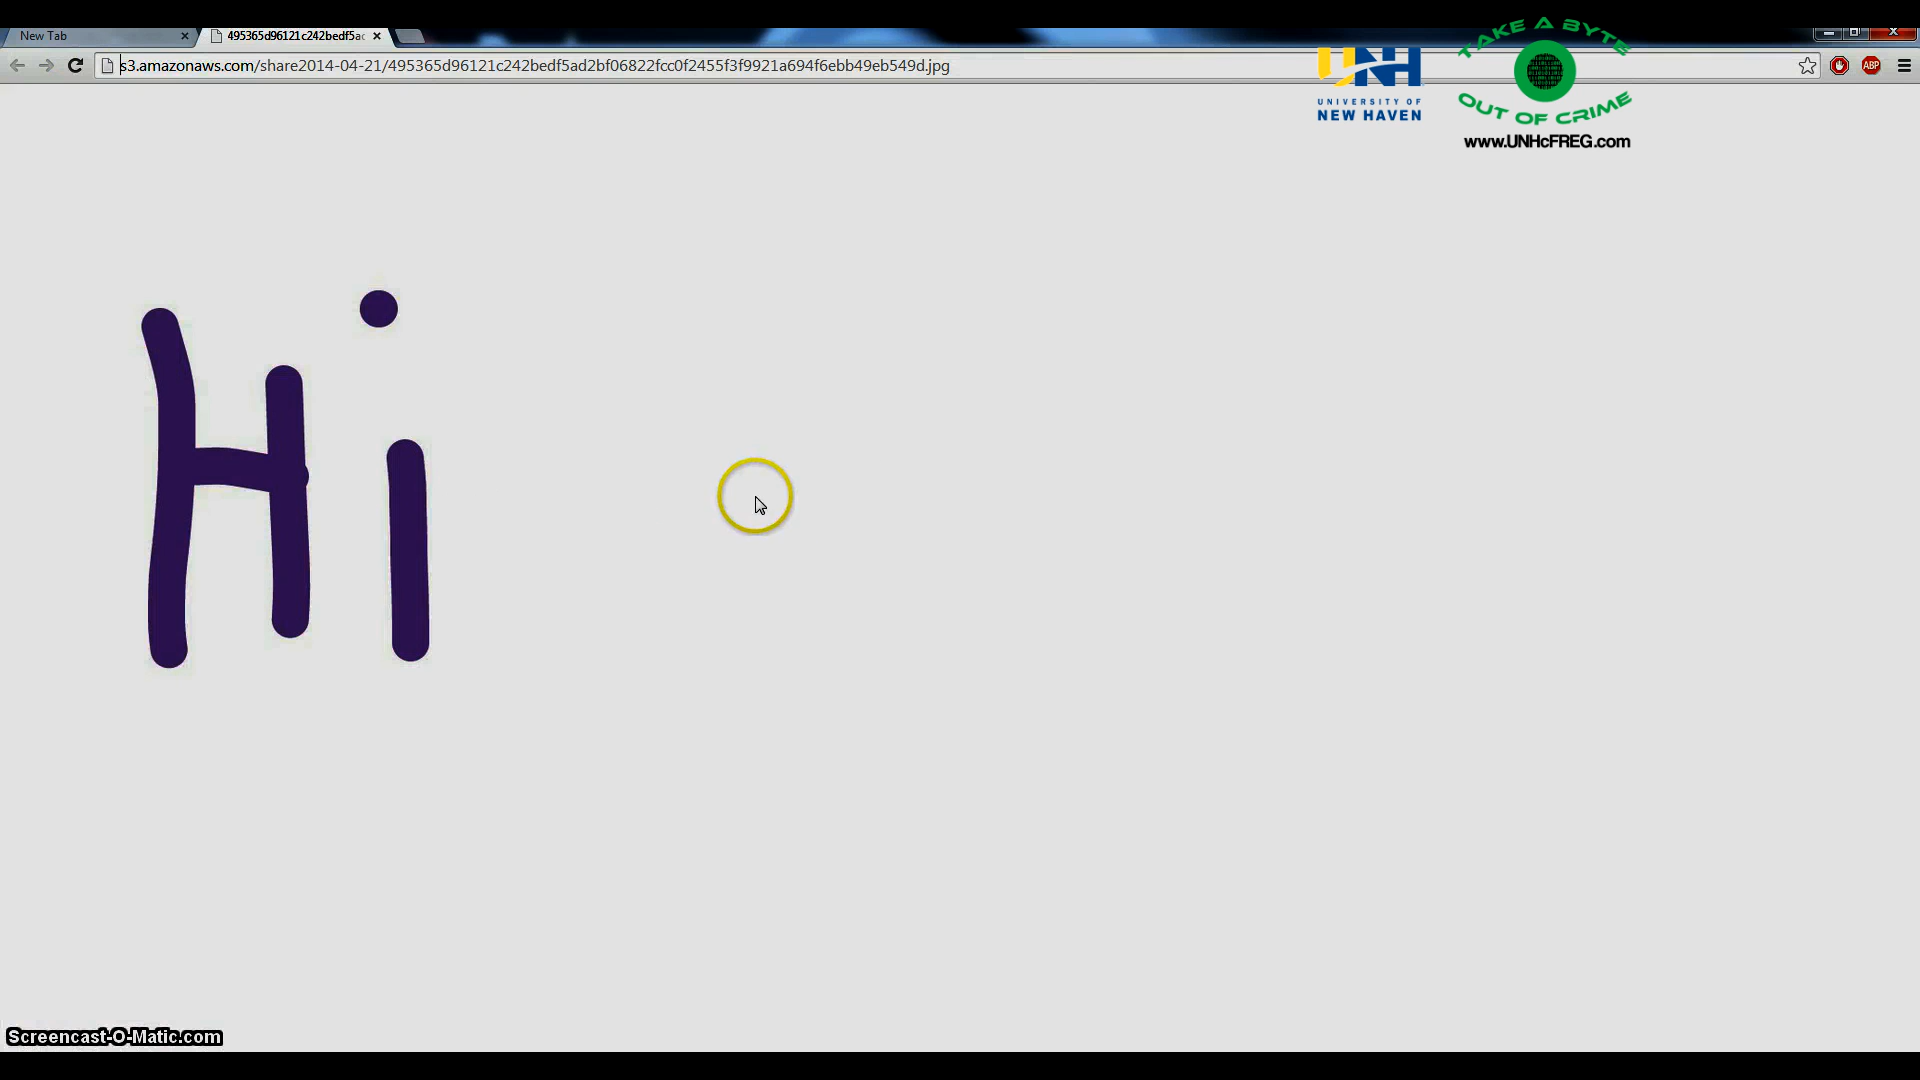 New Tab
495365d96121c242bedf5ac
s3.amazonaws.com/share2014-04-21/495365d96121c242bedf5ad2bf06822fcc0f2455f3f9921a694f6ebb49eb549d.jpg
ABP
UNH
UNIVERSITY OF
NEW HAVEN
TAKE A BYTE
OUT OF CRIME
www.UNHcFREG.com
Hi
Screencast-O-Matic.com